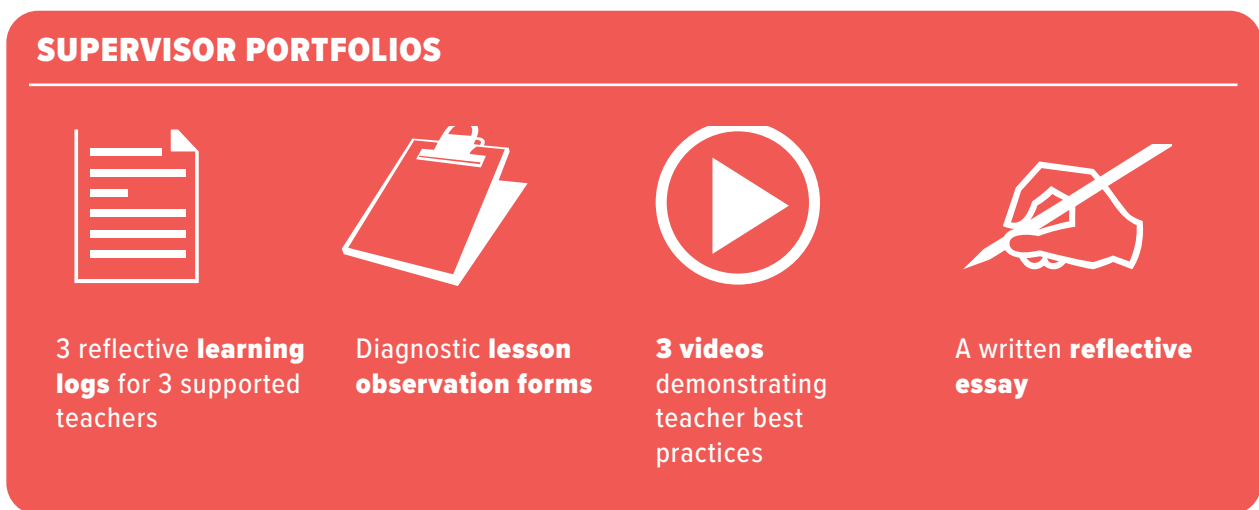 SUPERVISOR PORTFOLIOS
3 reflective learning
logs for 3 supported
teachers
Diagnostic lesson
observation forms
3 videos
demonstrating
teacher best
practices
A written reflective
essay